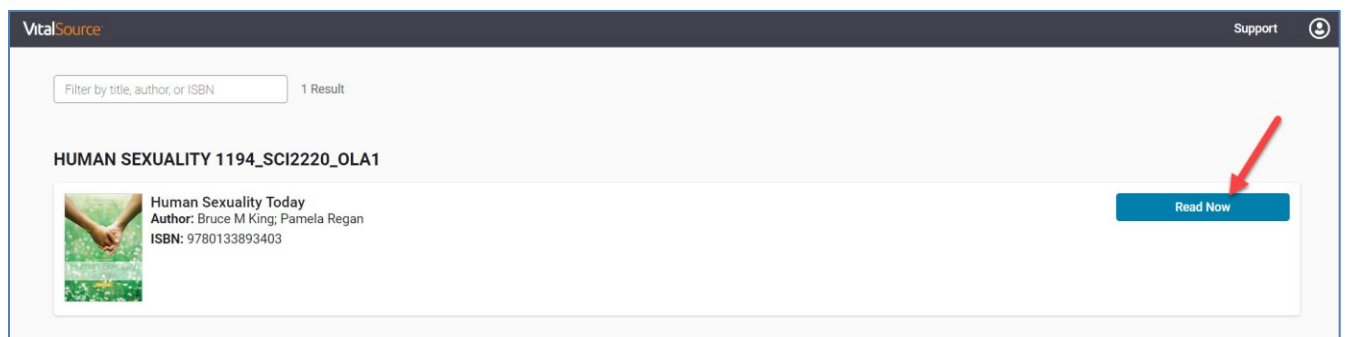 VitalSource
Support
Filter by title, author, or ISBN
1 Result
HUMAN SEXUALITY 1194_SCI2220_OLA1
Human Sexuality Today
Author: Bruce M King; Pamela Regan
ISBN: 9780133893403
Read Now